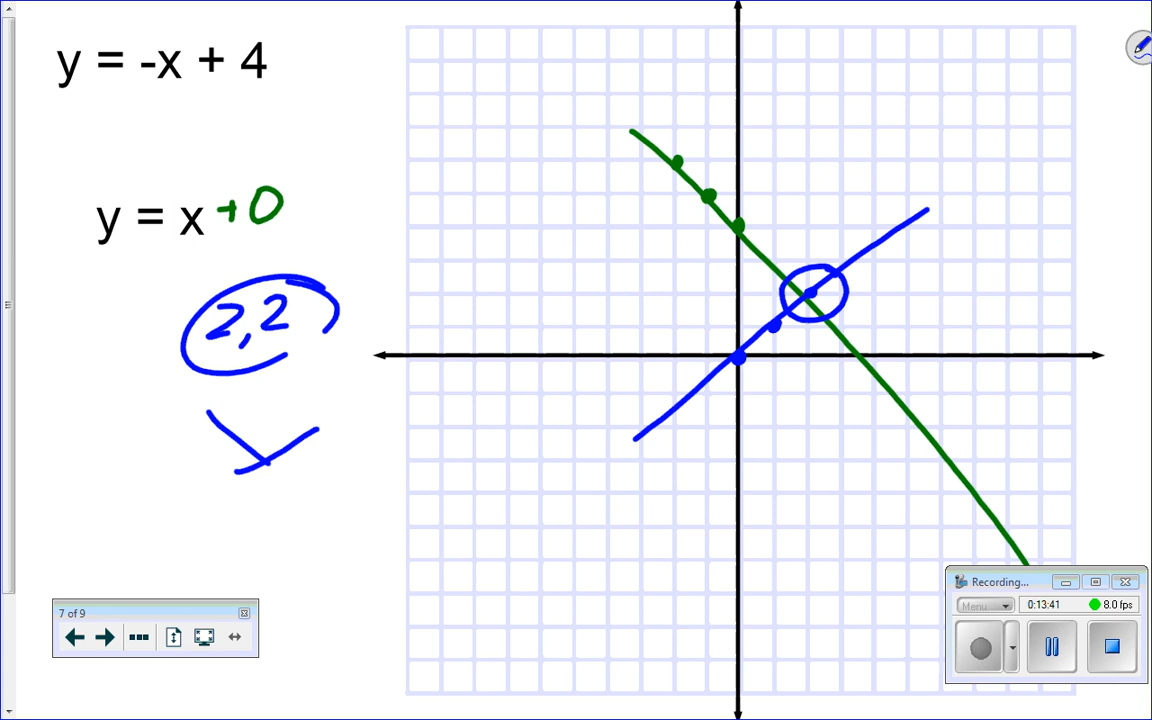 y = -x + 4
y = x +0
2,2
7 of 9
Recording...
Menu
0:13:41
8.0 fps